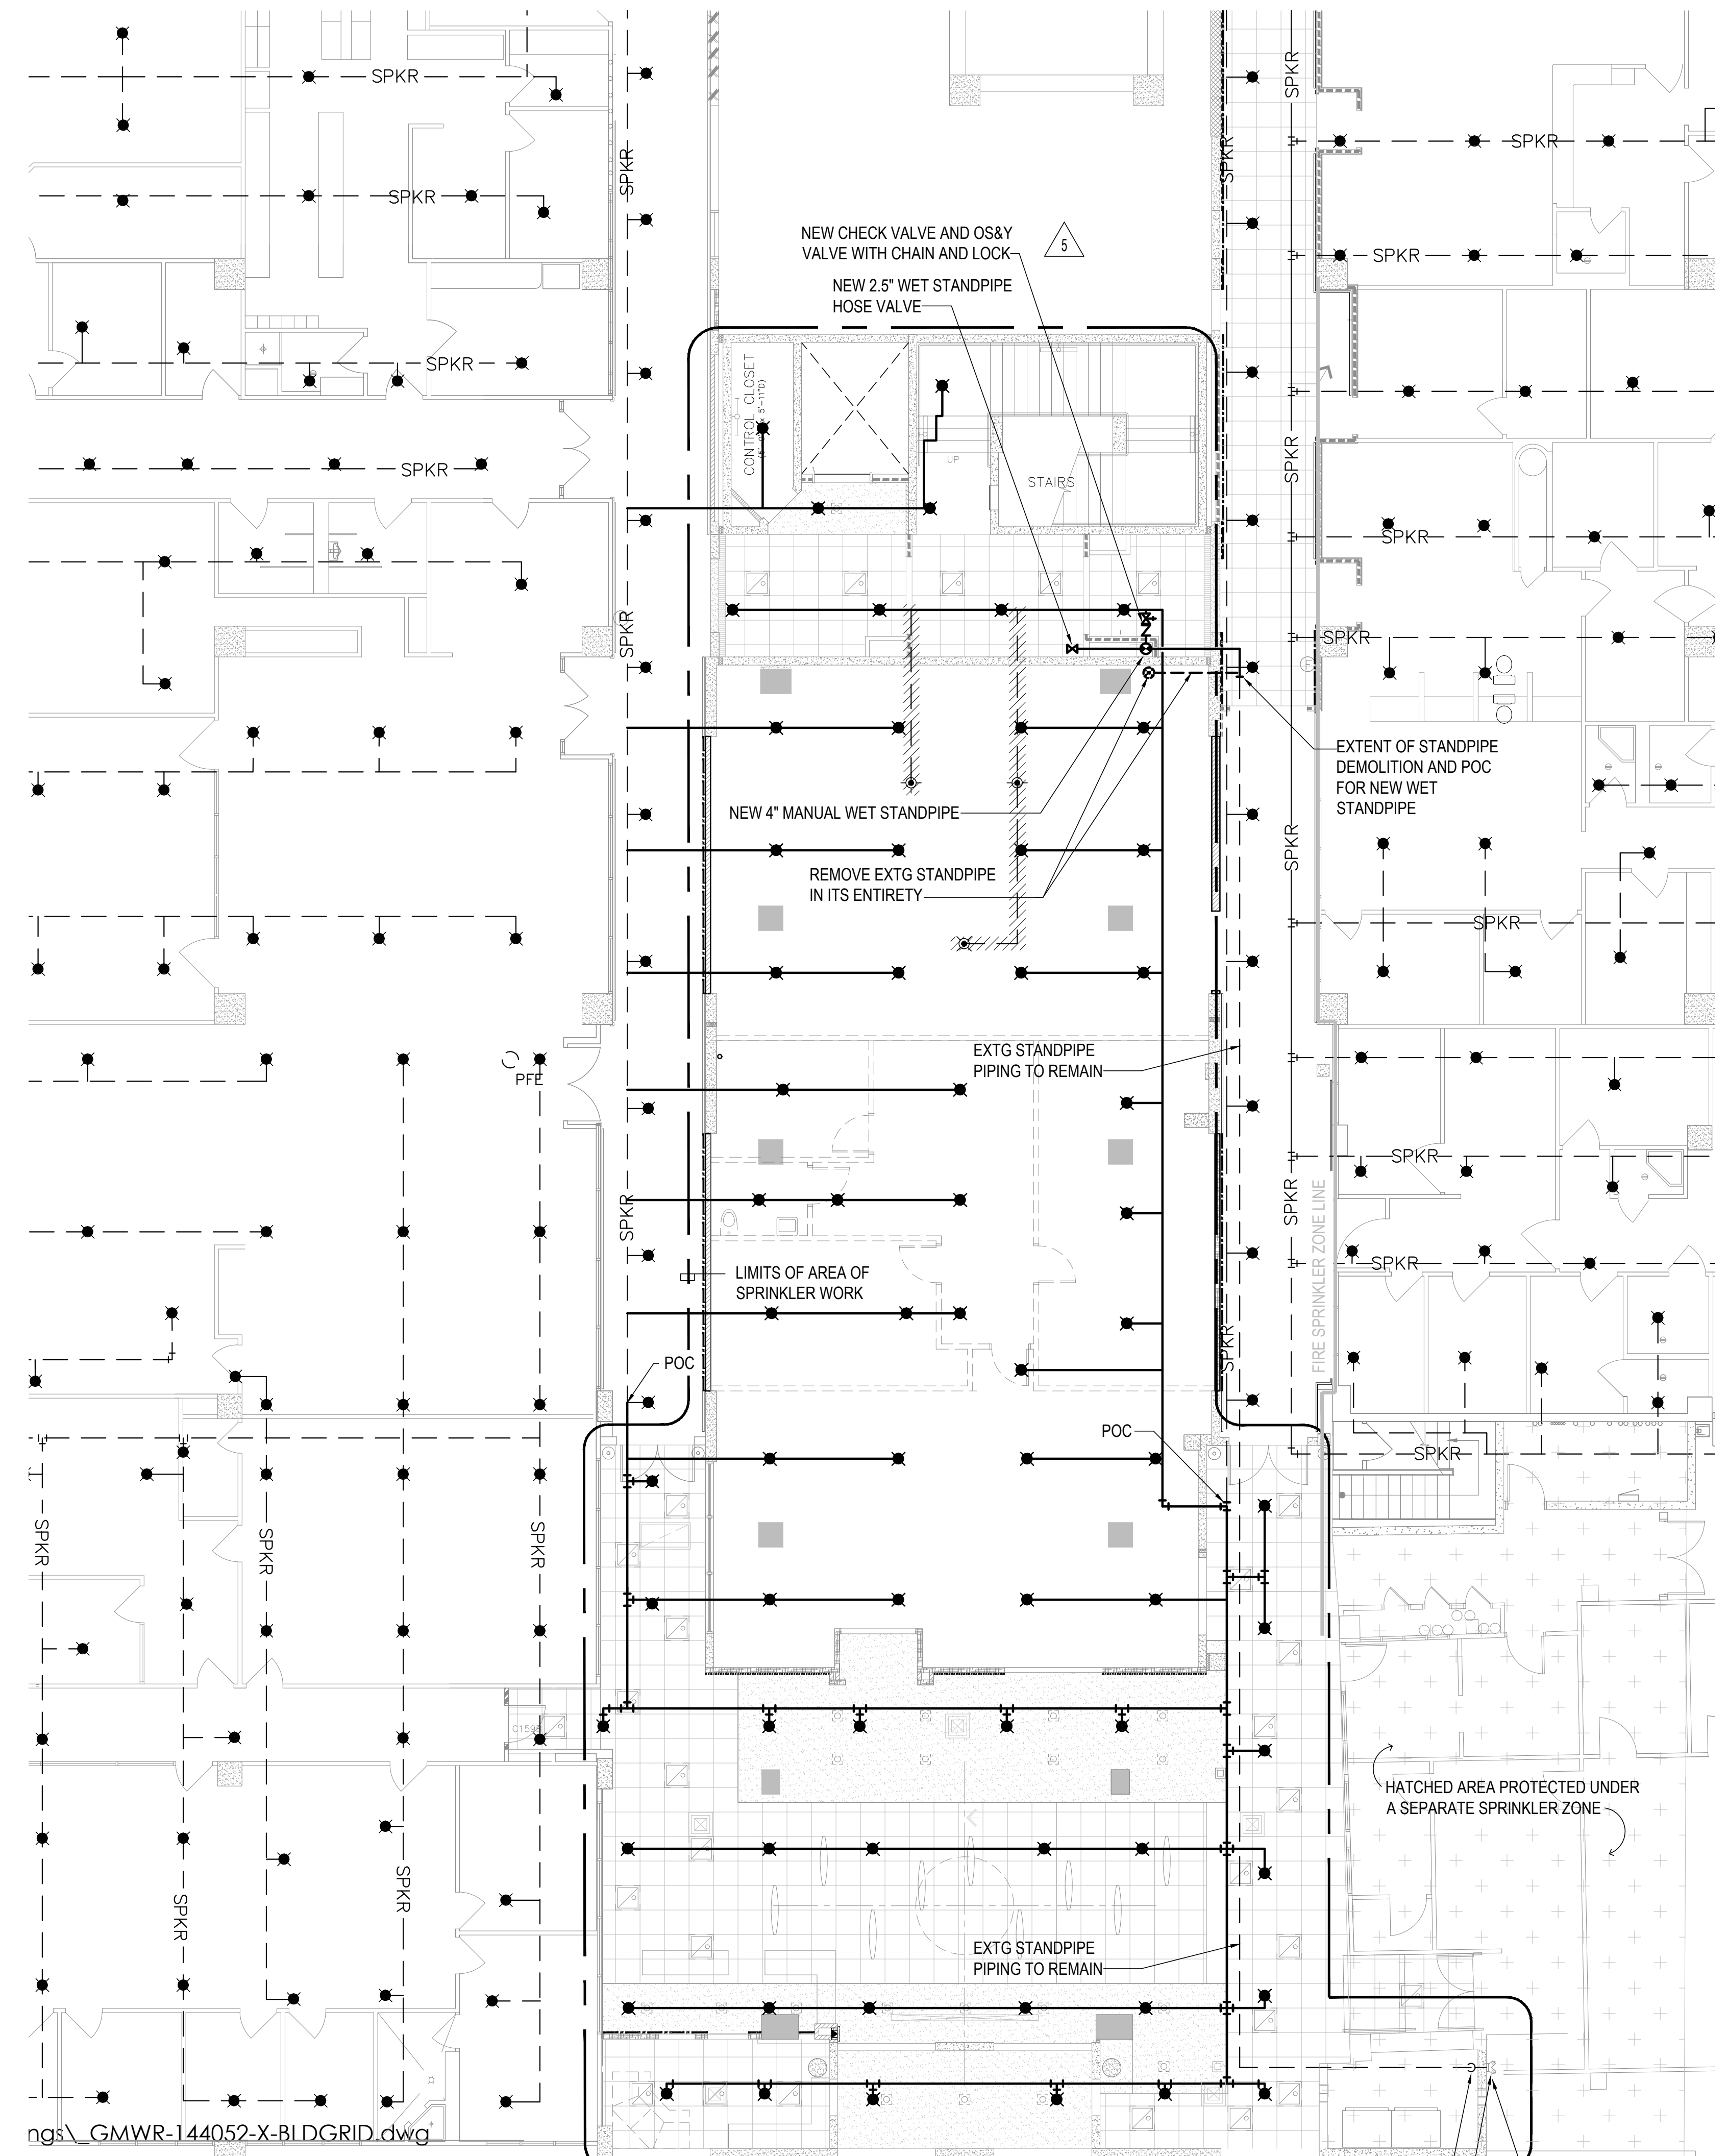 SPKR
SPKR
SPKR
SPKR
SPKR
SPKR
SPKR
SPKR
NEW CHECK VALVE AND OS&Y
VALVE WITH CHAIN AND LOCK
5
SPKR
SPKR
NEW 2.5" WET STANDPIPE
HOSE VALVE
SPKR
CONTROL CLOSET
SPKR
SPKR
UP
STAIRS
SPKR
SPKR
SPKR
EXTENT OF STANDPIPE
DEMOLITION AND POC
FOR NEW WET
STANDPIPE
NEW 4" MANUAL WET STANDPIPE
SPKR
REMOVE EXTG STANDPIPE
IN ITS ENTIRETY
SPKR
EXTG STANDPIPE
PIPING TO REMAIN
PFE
SPKR
SPKR
SPKR
FIRE SPRINKLER ZONE LINE
LIMITS OF AREA OF
SPRINKLER WORK
SPKR
SPKR
POC
POC
SPKR
SPKR
SPKR
SPKR
HATCHED AREA PROTECTED UNDER
A SEPARATE SPRINKLER ZONE
SPKR
SPKR
EXTG STANDPIPE
PIPING TO REMAIN
ngs\_GMWR-144052-X-BLDGRID.dwg